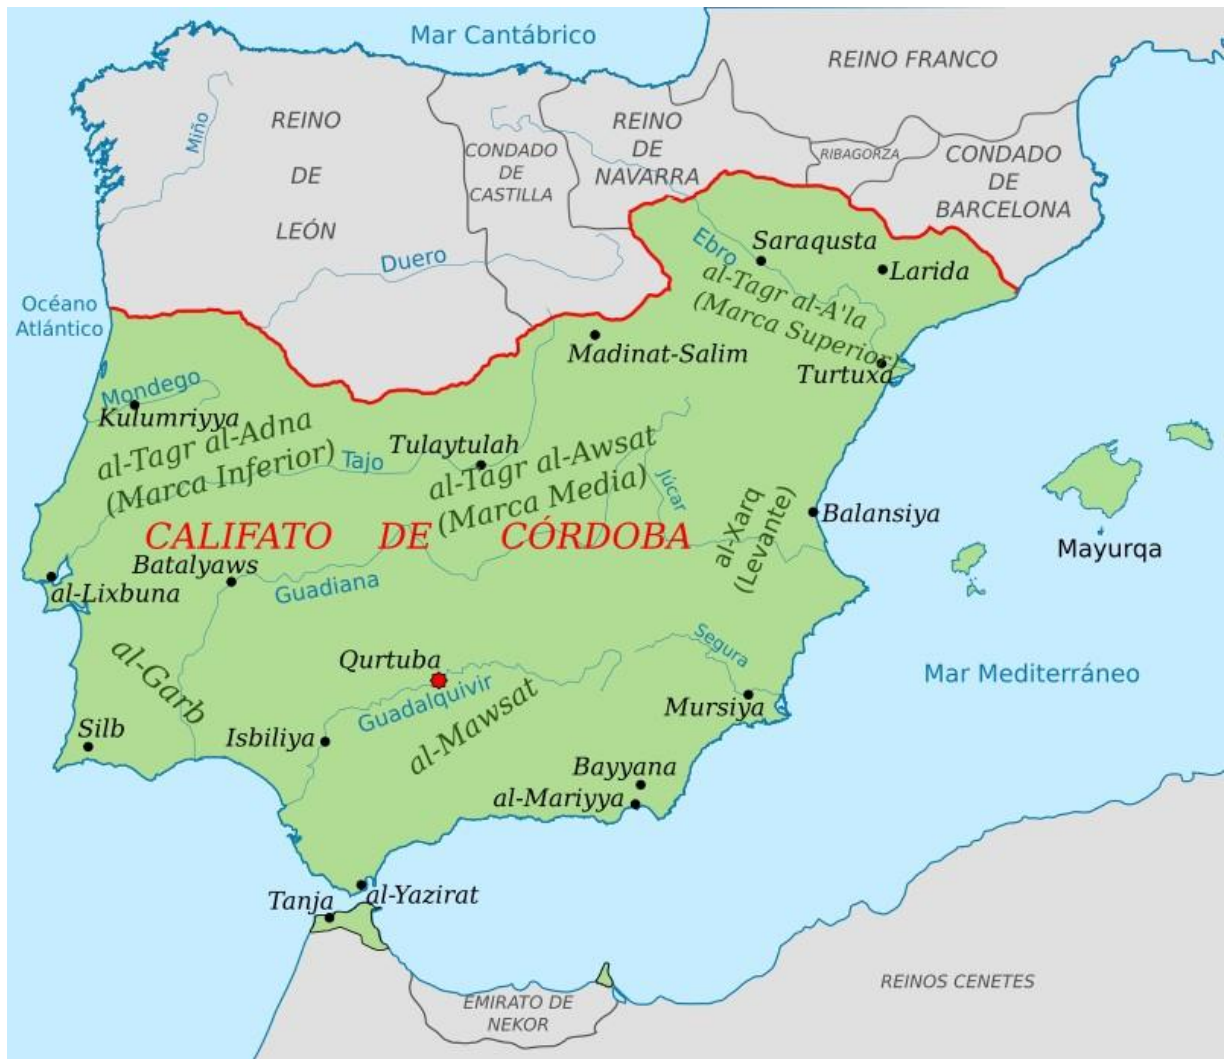 Mar Cantábrico
REINO FRANCO
REINO
DE
LEÓN
Miño
CONDADO
DE
CASTILLA
REINO
DE
NAVARRA
RIBAGORZA
CONDADO
DE
BARCELONA
Duero
Ebro
Saraqusta
Larida
al-Tagr al-A'la
(Marca Superior)
Océano
Atlántico
Madinat-Salim
Turtuxa
Mondego
Kulumriyya
al-Tagr al-Adna
(Marca Inferior)
Tajo
Tulaytulah
al-Tagr al-Awsat
(Marca Media)
Júcar
al-Xarq
(Levante)
Balansiya
Mayurqa
CALIFATO DE CÓRDOBA
Batalyaws
al-Lixbuna
Guadiana
al-Garb
Qurtuba
Guadalquivir
al-Mawsat
Segura
Mursiya
Mar Mediterráneo
Silb
Isbiliya
Bayyana
al-Mariyya
Tanja
al-Yazirat
EMIRATO DE
NEKOR
REINOS CENETES